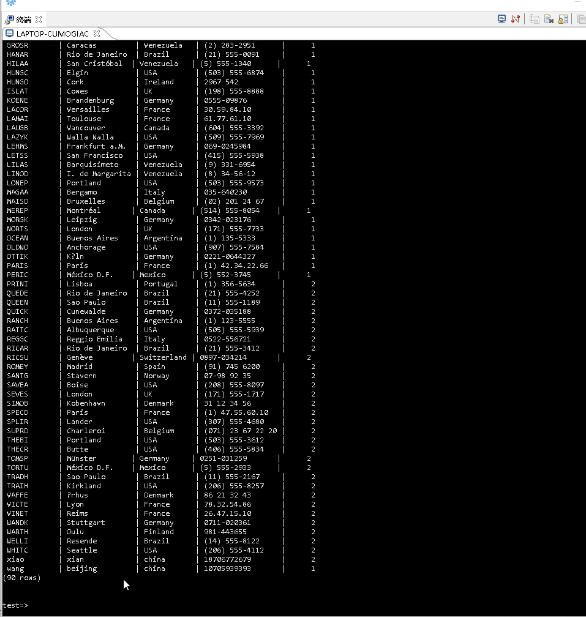 终端
LAPTOP-CUMOGIAC
GROSR | Caracas | Venezuela | (2) 283-2951 | 1
HANAR | Rio de Janeiro | Brazil | (21) 555-0091 | 1
HILAA | San Cristóbal | Venezuela | (5) 555-1340 | 1
HUNGC | Elgin | USA | (503) 555-6874 | 1
HUNGO | Cork | Ireland | 2967 542 | 1
ISLAT | Cowes | UK | (198) 555-8888 | 1
KOENE | Brandenburg | Germany | 0555-09876 | 1
LACOR | Versailles | France | 30.59.84.10 | 1
LAMAI | Toulouse | France | 61.77.61.10 | 1
LAUGB | Vancouver | Canada | (604) 555-3392 | 1
LAZYK | Walla Walla | USA | (509) 555-7969 | 1
LEHMS | Frankfurt a.M. | Germany | 069-0245984 | 1
LETSS | San Francisco | USA | (415) 555-5938 | 1
LILAS | Barquisimeto | Venezuela | (9) 331-6954 | 1
LINOD | I. de Margarita | Venezuela | (8) 34-56-12 | 1
LONEP | Portland | USA | (503) 555-9573 | 1
MAGAA | Bergamo | Italy | 035-640230 | 1
MAISD | Bruxelles | Belgium | (02) 201 24 67 | 1
MEREP | Montréal | Canada | (514) 555-8054 | 1
MORGK | Leipzig | Germany | 0342-023176 | 1
NORTS | London | UK | (171) 555-7733 | 1
OCEAN | Buenos Aires | Argentina | (1) 135-5333 | 1
OLDWO | Anchorage | USA | (907) 555-7584 | 1
OTTIK | K?ln | Germany | 0221-0644327 | 1
PARIS | Paris | France | (1) 42.34.22.66 | 1
PERIC | México D.F. | Mexico | (5) 552-3745 | 1
PRINI | Lisboa | Portugal | (1) 356-5634 | 2
QUEDE | Rio de Janeiro | Brazil | (21) 555-4252 | 2
QUEEN | Sao Paulo | Brazil | (11) 555-1189 | 2
QUICK | Cunewalde | Germany | 0372-035188 | 2
RANCH | Buenos Aires | Argentina | (1) 123-5555 | 2
RATTC | Albuquerque | USA | (505) 555-5939 | 2
REGGC | Reggio Emilia | Italy | 0522-556721 | 2
RICAR | Rio de Janeiro | Brazil | (21) 555-3412 | 2
RICSU | Genève | Switzerland | 0897-034214 | 2
ROMEY | Madrid | Spain | (91) 745 6200 | 2
SANTG | Stavern | Norway | 07-98 92 35 | 2
SAVEA | Boise | USA | (208) 555-8097 | 2
SEVES | London | UK | (171) 555-1717 | 2
SIMOB | Kobenhavn | Denmark | 31 12 34 56 | 2
SPECD | Paris | France | (1) 47.55.60.10 | 2
SPLIR | Lander | USA | (307) 555-4680 | 2
SUPRD | Charleroi | Belgium | (071) 23 67 22 20 | 2
THEBI | Portland | USA | (503) 555-3612 | 2
THECR | Butte | USA | (406) 555-5834 | 2
TOMSP | Münster | Germany | 0251-031259 | 2
TORTU | México D.F. | Mexico | (5) 555-2933 | 2
TRADH | Sao Paulo | Brazil | (11) 555-2167 | 2
TRAIH | Kirkland | USA | (206) 555-8257 | 2
VAFFE | ?rhus | Denmark | 86 21 32 43 | 2
VICTE | Lyon | France | 78.32.54.86 | 2
VINET | Reims | France | 26.47.15.10 | 2
WANDK | Stuttgart | Germany | 0711-020361 | 2
WARTH | Oulu | Finland | 981-443655 | 2
WELLI | Resende | Brazil | (14) 555-8122 | 2
WHITC | Seattle | USA | (206) 555-4112 | 2
xiao | xian | china | 18706772679 | 2
wang | beijing | china | 10705939393 | 1
(90 rows)
test=>